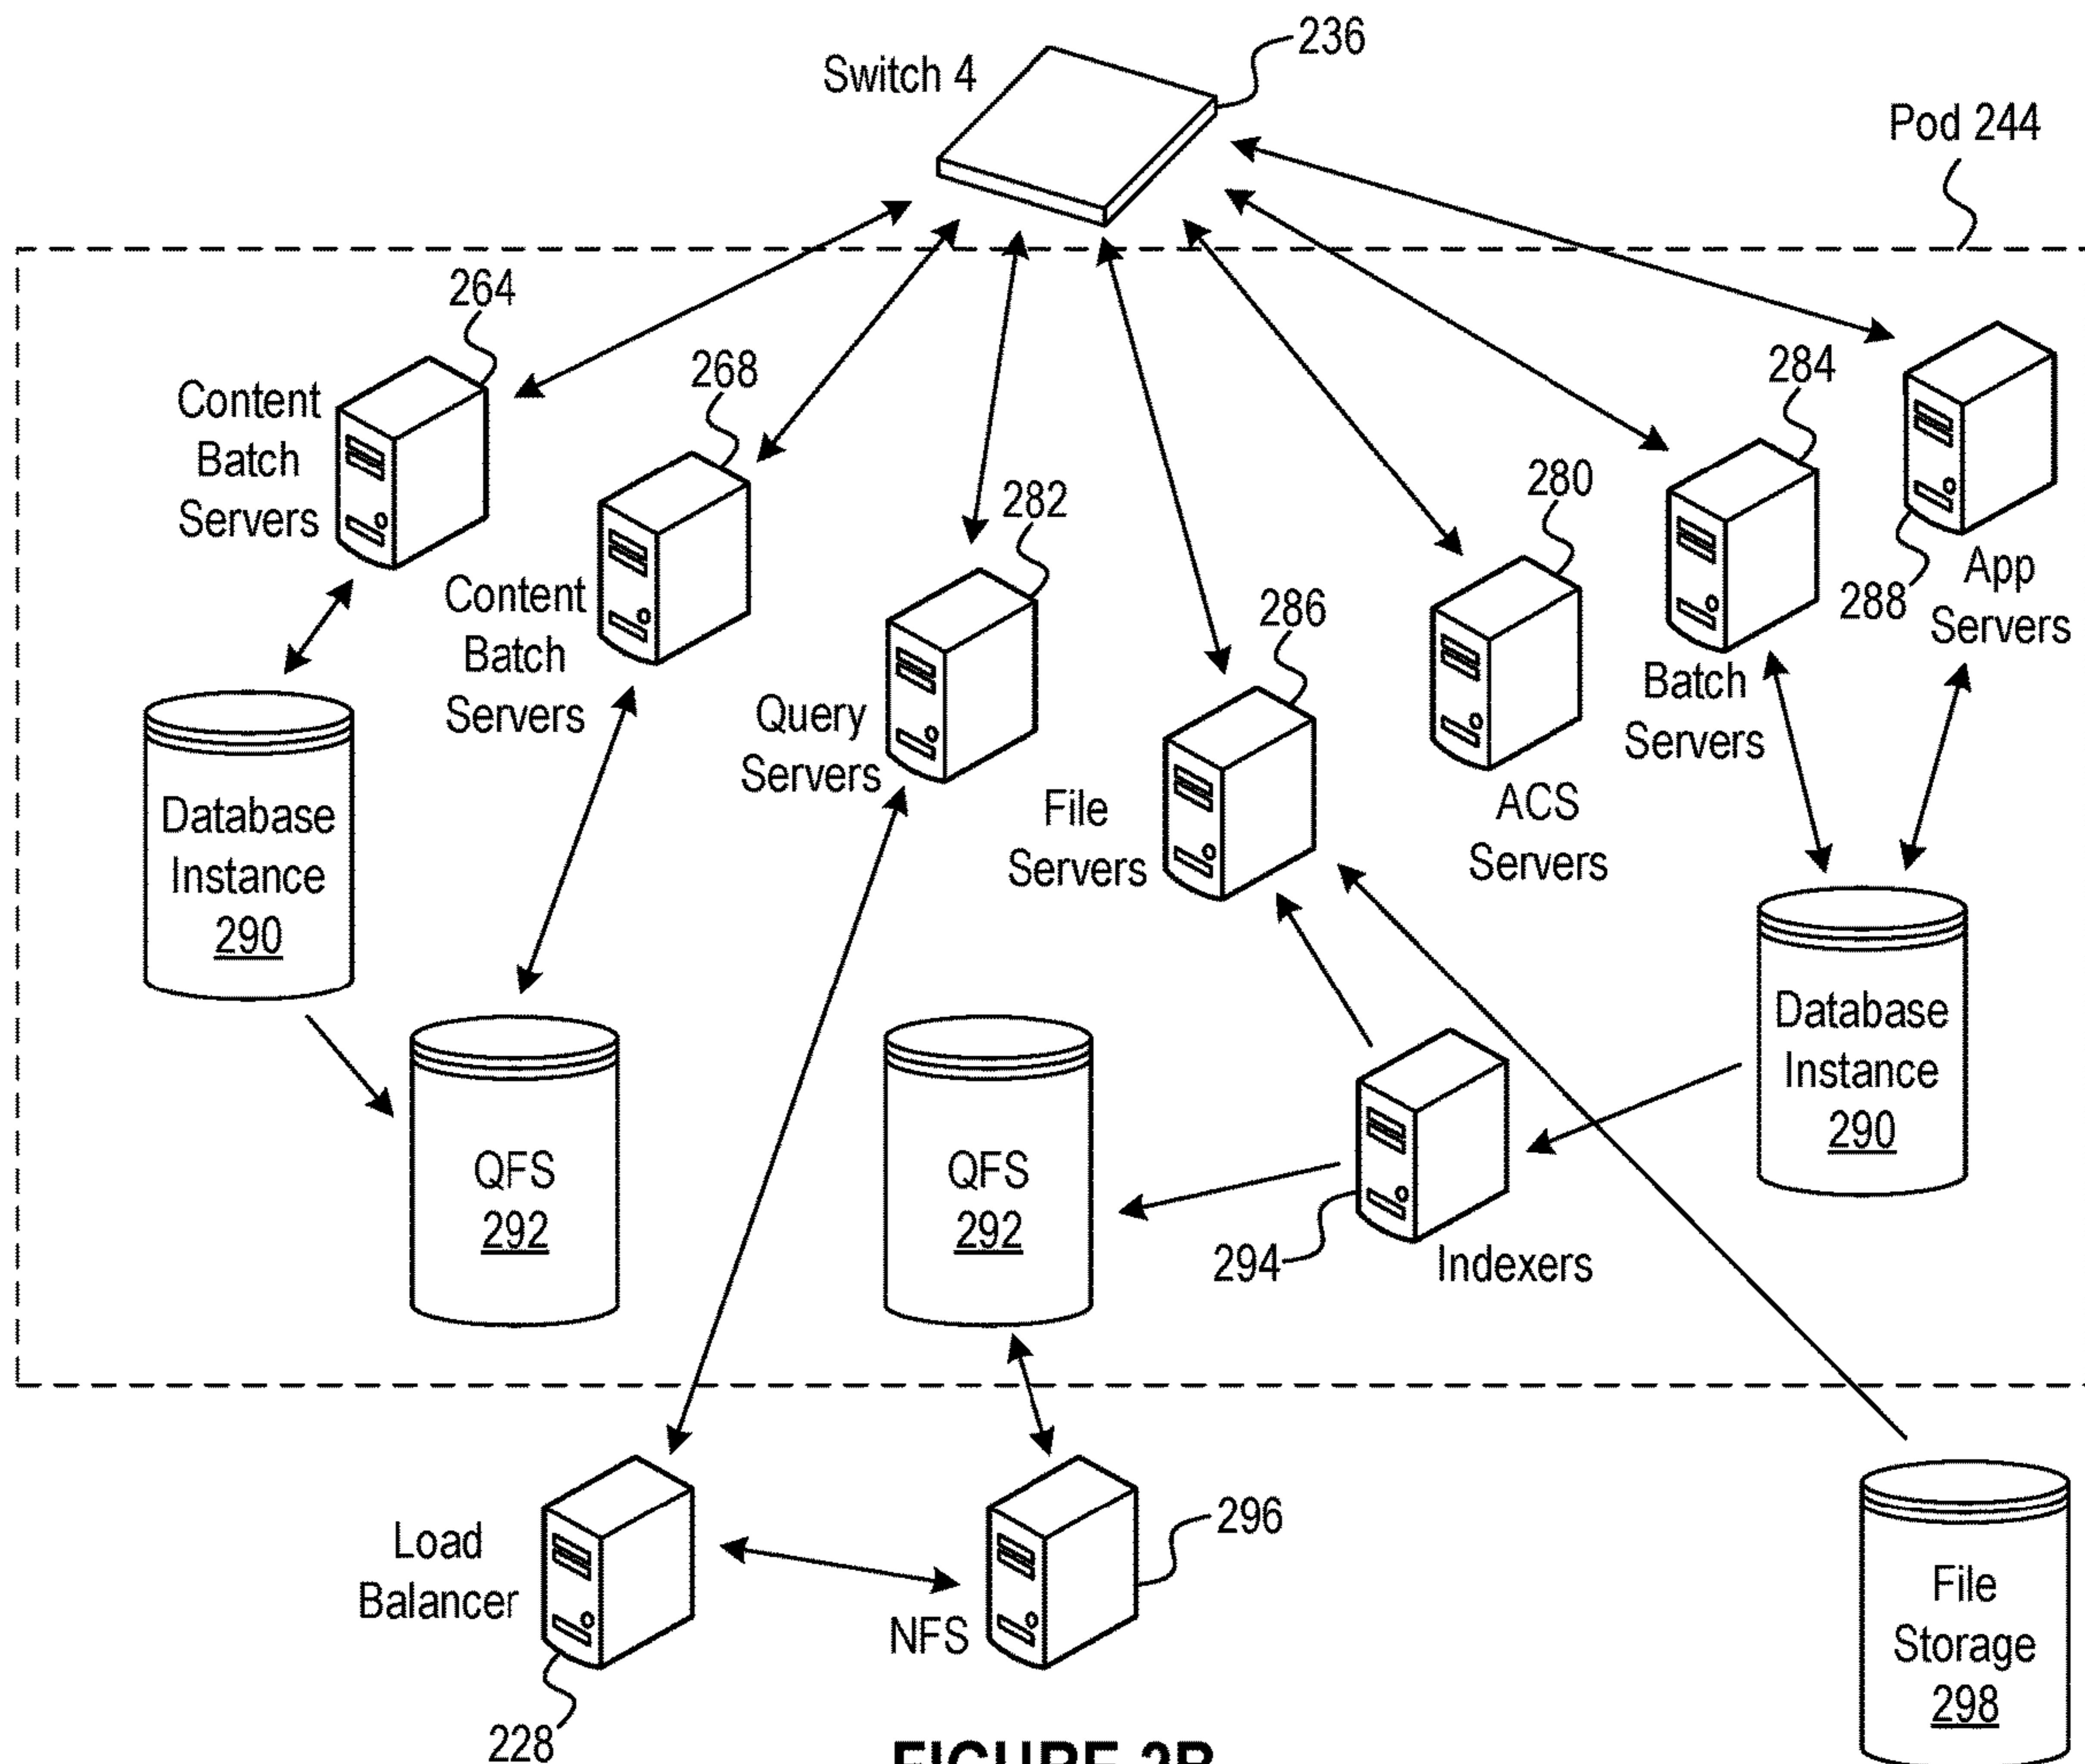 236
Switch 4
Pod 244
264
Content
Batch
Servers
268
Content
Batch
Servers
282
Query
Servers
286
File
Servers
280
ACS
Servers
284
Batch
Servers
288
App
Servers
Database
Instance
290
QFS
292
QFS
292
294
Indexers
Database
Instance
290
Load
Balancer
228
NFS
296
File
Storage
298
FIGURE 2B